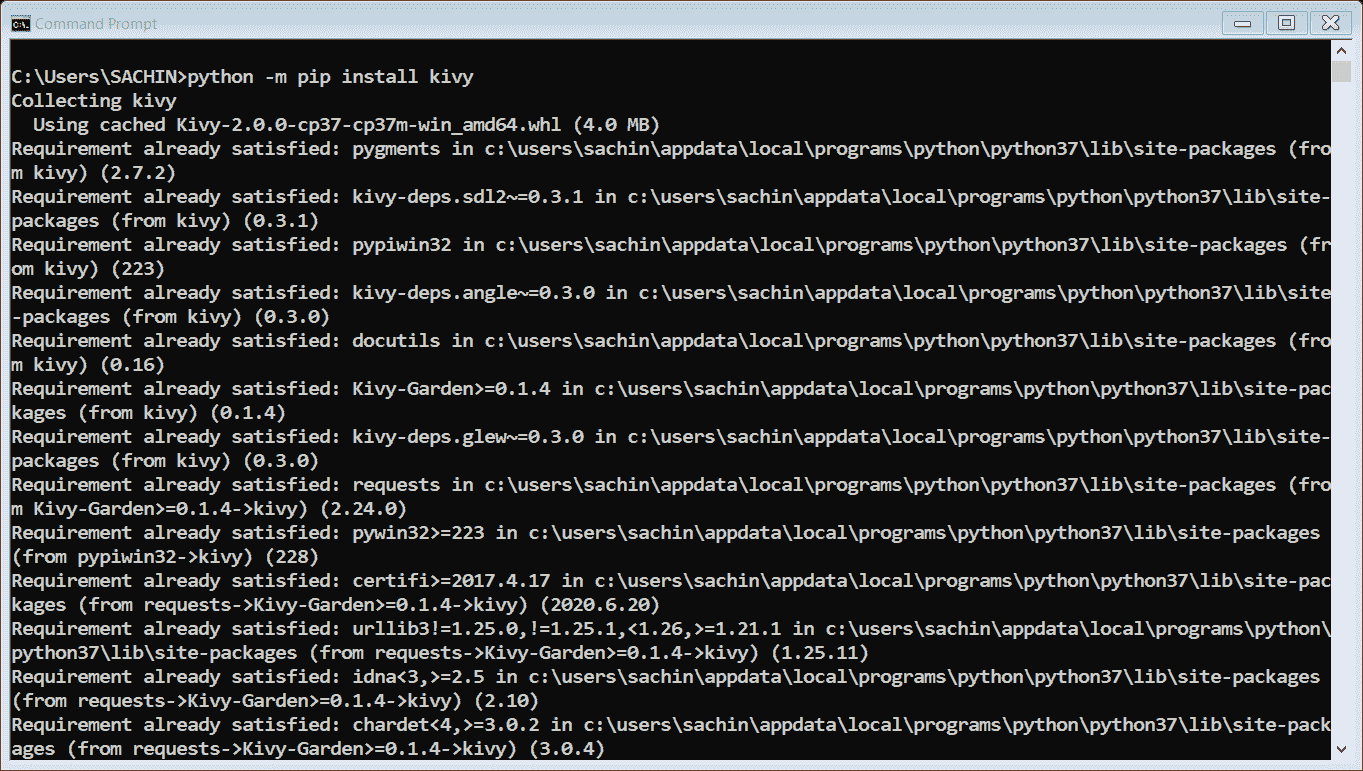 Command Prompt
C:\Users\SACHIN>python -m pip install kivy
Collecting kivy
  Using cached Kivy-2.0.0-cp37-cp37m-win_amd64.whl (4.0 MB)
Requirement already satisfied: pygments in c:\users\sachin\appdata\local\programs\python\python37\lib\site-packages (fro
m kivy) (2.7.2)
Requirement already satisfied: kivy-deps.sdl2~=0.3.1 in c:\users\sachin\appdata\local\programs\python\python37\lib\site-
packages (from kivy) (0.3.1)
Requirement already satisfied: pypiwin32 in c:\users\sachin\appdata\local\programs\python\python37\lib\site-packages (fr
om kivy) (223)
Requirement already satisfied: kivy-deps.angle~=0.3.0 in c:\users\sachin\appdata\local\programs\python\python37\lib\site
-packages (from kivy) (0.3.0)
Requirement already satisfied: docutils in c:\users\sachin\appdata\local\programs\python\python37\lib\site-packages (fro
m kivy) (0.16)
Requirement already satisfied: Kivy-Garden>=0.1.4 in c:\users\sachin\appdata\local\programs\python\python37\lib\site-pac
kages (from kivy) (0.1.4)
Requirement already satisfied: kivy-deps.glew~=0.3.0 in c:\users\sachin\appdata\local\programs\python\python37\lib\site-
packages (from kivy) (0.3.0)
Requirement already satisfied: requests in c:\users\sachin\appdata\local\programs\python\python37\lib\site-packages (fro
m Kivy-Garden>=0.1.4->kivy) (2.24.0)
Requirement already satisfied: pywin32>=223 in c:\users\sachin\appdata\local\programs\python\python37\lib\site-packages
(from pypiwin32->kivy) (228)
Requirement already satisfied: certifi>=2017.4.17 in c:\users\sachin\appdata\local\programs\python\python37\lib\site-pac
kages (from requests->Kivy-Garden>=0.1.4->kivy) (2020.6.20)
Requirement already satisfied: urllib3!=1.25.0,!=1.25.1,<1.26,>=1.21.1 in c:\users\sachin\appdata\local\programs\python\
python37\lib\site-packages (from requests->Kivy-Garden>=0.1.4->kivy) (1.25.11)
Requirement already satisfied: idna<3,>=2.5 in c:\users\sachin\appdata\local\programs\python\python37\lib\site-packages
(from requests->Kivy-Garden>=0.1.4->kivy) (2.10)
Requirement already satisfied: chardet<4,>=3.0.2 in c:\users\sachin\appdata\local\programs\python\python37\lib\site-pack
ages (from requests->Kivy-Garden>=0.1.4->kivy) (3.0.4)